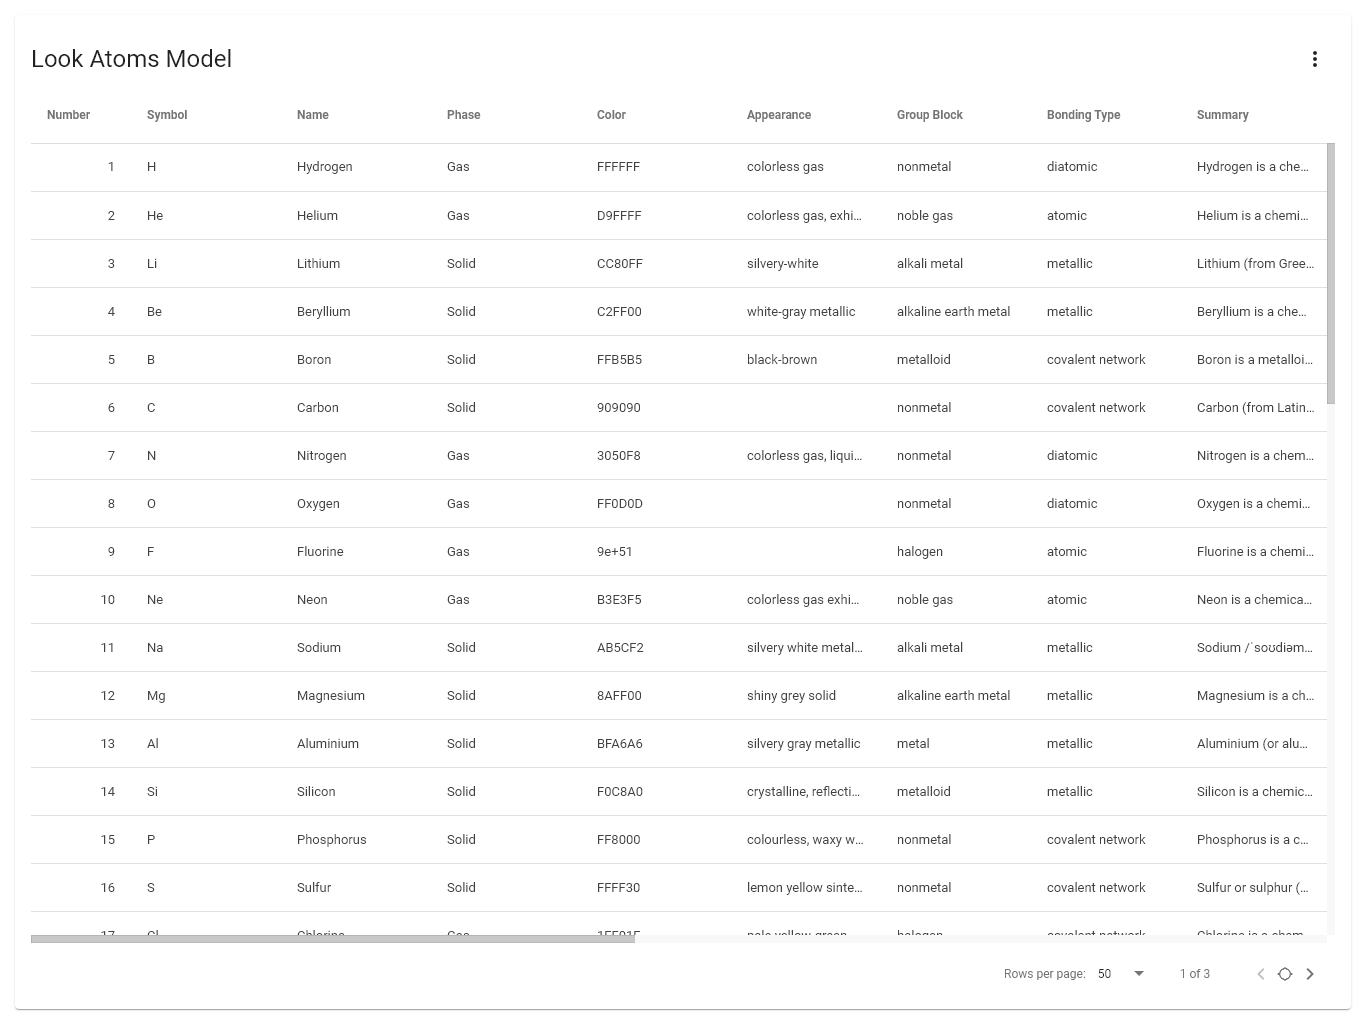 Look Atoms Model
Number Symbol Name Phase Color Appearance Group Block Bonding Type Summary
1 H Hydrogen Gas FFFFFF colorless gas nonmetal diatomic Hydrogen is a che...
2 He Helium Gas D9FFFF colorless gas, exhi... noble gas atomic Helium is a chemi...
3 Li Lithium Solid CC80FF silvery-white alkali metal metallic Lithium (from Gree...
4 Be Beryllium Solid C2FF00 white-gray metallic alkaline earth metal metallic Beryllium is a che...
5 B Boron Solid FFB5B5 black-brown metalloid covalent network Boron is a metalloi...
6 C Carbon Solid 909090 nonmetal covalent network Carbon (from Latin...
7 N Nitrogen Gas 3050F8 colorless gas, liqui... nonmetal diatomic Nitrogen is a chem...
8 O Oxygen Gas FF0D0D nonmetal diatomic Oxygen is a chemi...
9 F Fluorine Gas 9e+51 halogen atomic Fluorine is a chemi...
10 Ne Neon Gas B3E3F5 colorless gas exhi... noble gas atomic Neon is a chemica...
11 Na Sodium Solid AB5CF2 silvery white metal... alkali metal metallic Sodium /ˈsoʊdiəm...
12 Mg Magnesium Solid 8AFF00 shiny grey solid alkaline earth metal metallic Magnesium is a ch...
13 Al Aluminium Solid BFA6A6 silvery gray metallic metal metallic Aluminium (or alu...
14 Si Silicon Solid F0C8A0 crystalline, reflecti... metalloid metallic Silicon is a chemic...
15 P Phosphorus Solid FF8000 colourless, waxy w... nonmetal covalent network Phosphorus is a c...
16 S Sulfur Solid FFFF30 lemon yellow sinte... nonmetal covalent network Sulfur or sulphur (...
17 Cl Chlorine Gas 1FF01F pale yellow-green halogen covalent network Chlorine is a chem...
Rows per page: 50 1 of 3